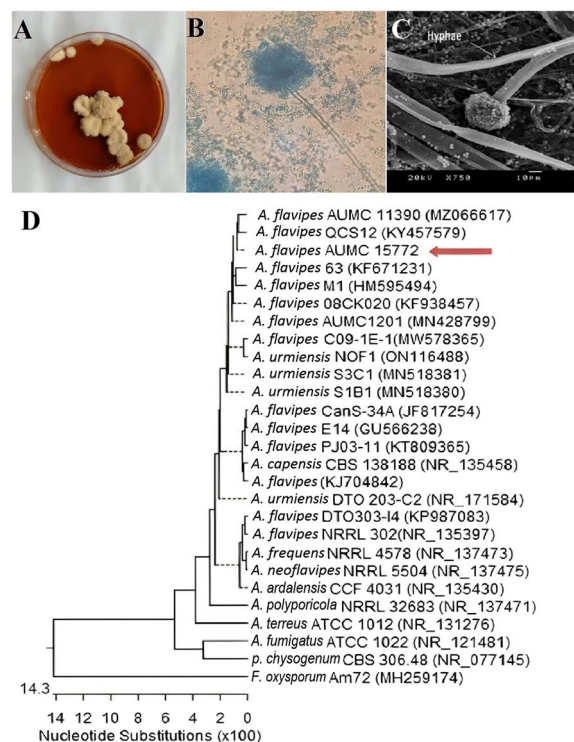 A
B
C
Hyphae
20kV X750 10µm
D
A. flavipes AUMC 11390 (MZ066617)
A. flavipes QCS12 (KY457579)
A. flavipes AUMC 15772
A. flavipes 63 (KF671231)
A. flavipes M1 (HM595494)
A. flavipes 08CK020 (KF938457)
A. flavipes AUMC1201 (MN428799)
A. flavipes C09-1E-1(MW578365)
A. urmiensis NOF1 (ON116488)
A. urmiensis S3C1 (MN518381)
A. urmiensis S1B1 (MN518380)
A. flavipes CanS-34A (JF817254)
A. flavipes E14 (GU566238)
A. flavipes PJ03-11 (KT809365)
A. capensis CBS 138188 (NR_135458)
A. flavipes (KJ704842)
A. urmiensis DTO 203-C2 (NR_171584)
A. flavipes DTO303-I4 (KP987083)
A. flavipes NRRL 302(NR_135397)
A. frequens NRRL 4578 (NR_137473)
A. neoflavipes NRRL 5504 (NR_137475)
A. ardalensis CCF 4031 (NR_135430)
A. polyporicola NRRL 32683 (NR_137471)
A. terreus ATCC 1012 (NR_131276)
A. fumigatus ATCC 1022 (NR_121481)
p. chysogenum CBS 306.48 (NR_077145)
F. oxysporum Am72 (MH259174)
14.3
14 12 10 8 6 4 2 0
Nucleotide Substitutions (x100)